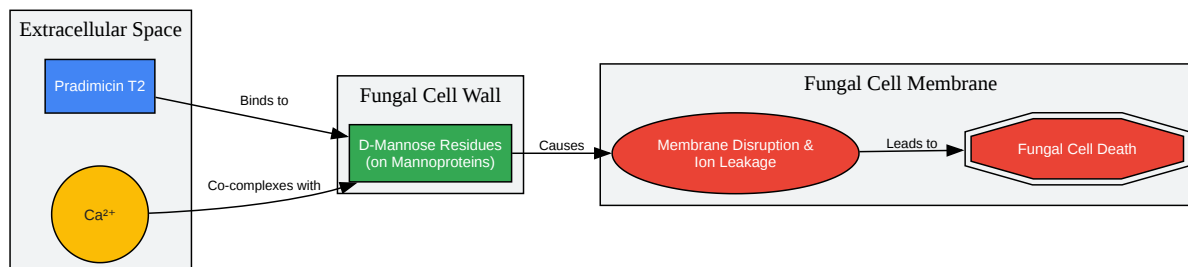 Extracellular Space
Pradimicin T2
Ca²⁺
Binds to
Co-complexes with
Fungal Cell Wall
D-Mannose Residues
(on Mannoproteins)
Causes
Fungal Cell Membrane
Membrane Disruption &
Ion Leakage
Leads to
Fungal Cell Death